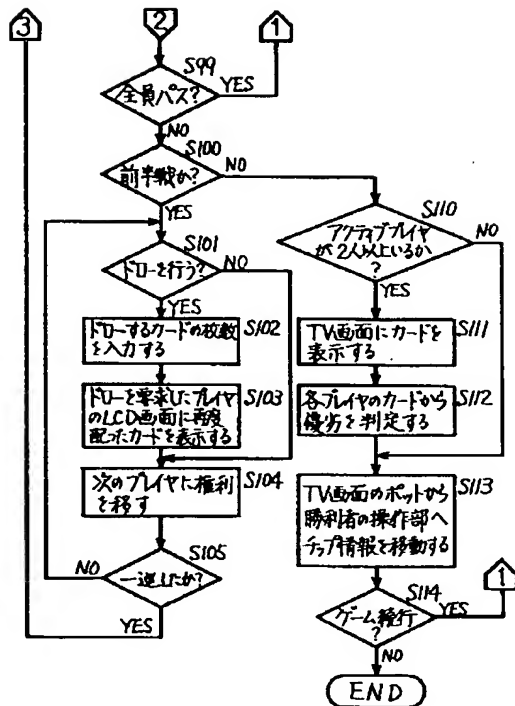 3
2
1
S99
全員パス?
YES
NO
S100
前半戦か?
NO
YES
S101
ドローを行う?
NO
YES
S102
ドローするカードの枚数
を入力する
S103
ドローを要求したプレイヤ
のLCD画面に再度
配ったカードを表示する
S104
次のプレイヤに権利
を移す
S105
一巡したか?
NO
YES
S110
アクティブプレイヤ
が2人以上いるか
?
NO
YES
S111
TV画面にカードを
表示する
S112
各プレイヤのカードから
優劣を判定する
S113
TV画面のポットから
勝利者の操作部へ
チップ情報を移動する
S114
ゲーム続行
?
YES
1
NO
END